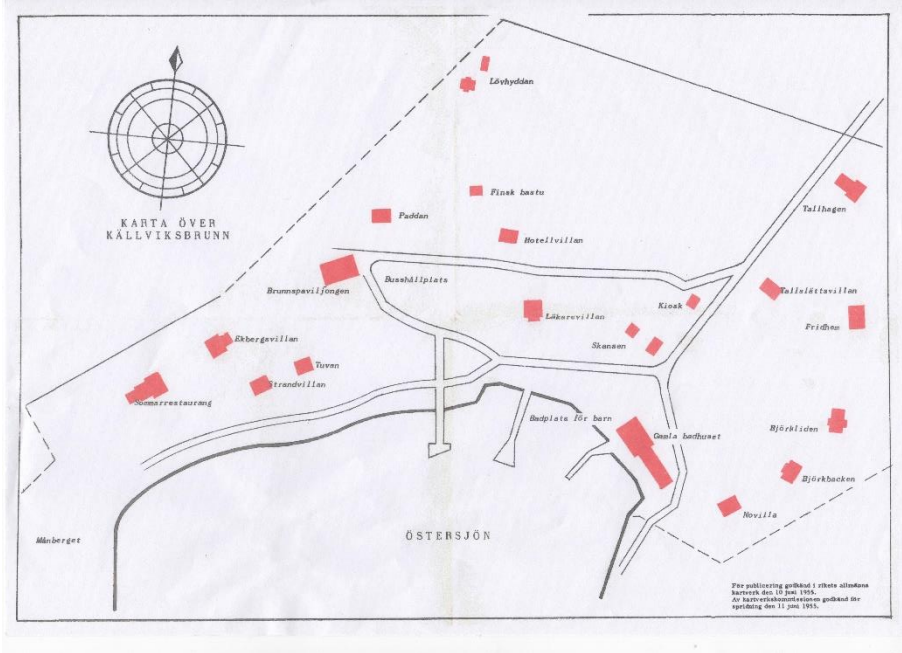 Lövhyddan
KARTA ÖVER
KÄLLVIKSBRUNN
Finsk bastu
Paddan
Tallhagen
Hotellvillan
Brunnspaviljongen
Busshållplats
Tallslättsvillan
Kiosk
Läkarvillan
Fridhem
Skansen
Ekbergsvillan
Tuvan
Strandvillan
Sommarrestaurang
Badplats för barn
Gamla badhuset
Björkliden
Björkbacken
Novilla
Månberget
ÖSTERSJÖN
För publicering godkänd i rikets allmänna
kartverk den 10 juni 1955.
Av kartverkskommissionen godkänd för
spridning den 11 juni 1955.